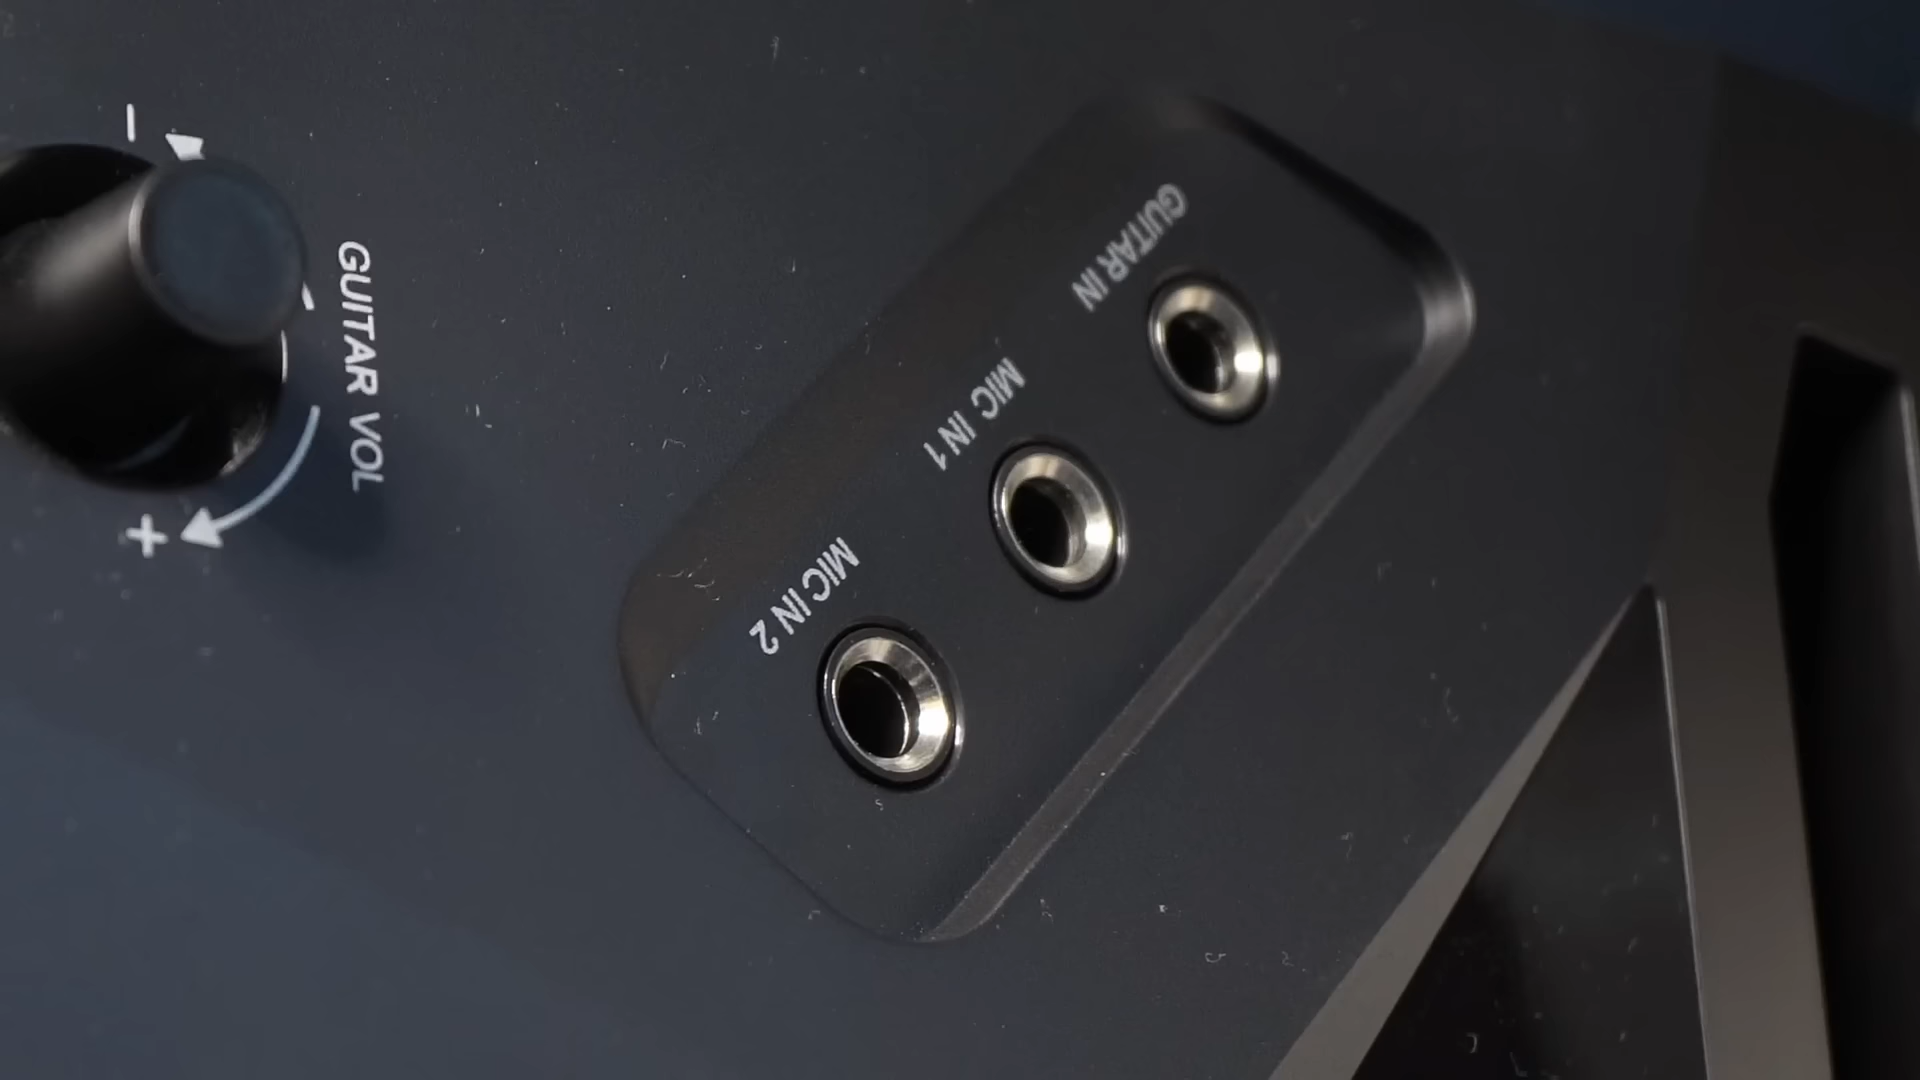 GUITAR VOL
−
+
GUITAR IN
MIC IN 1
MIC IN 2